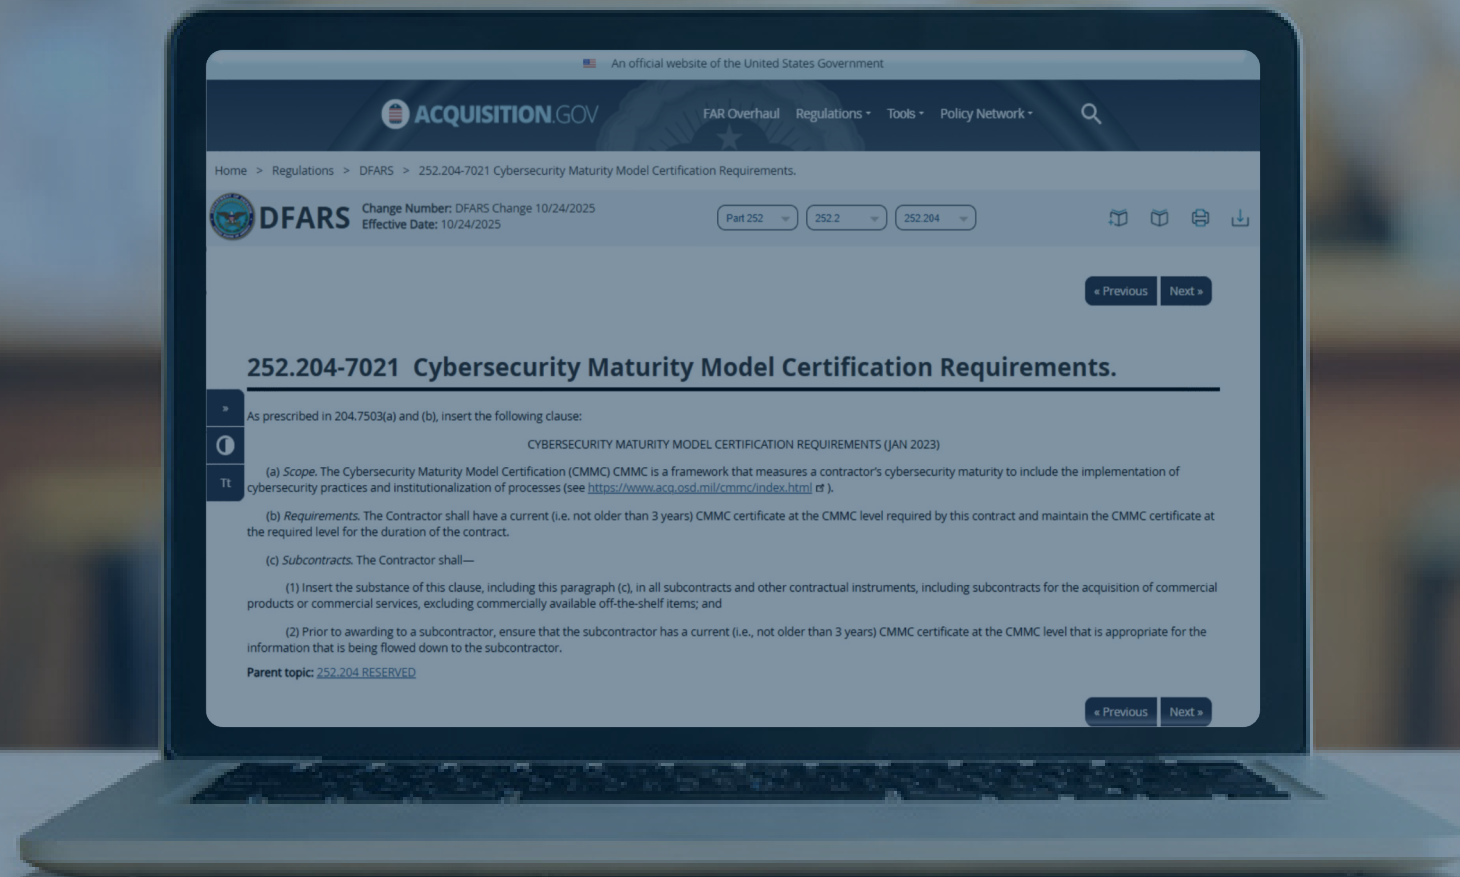 An official website of the United States Government
ACQUISITION.GOV
FAR Overhaul Regulations Tools Policy Network
Home > Regulations > DFARS > 252.204-7021 Cybersecurity Maturity Model Certification Requirements.
DFARS
Change Number: DFARS Change 10/24/2025
Effective Date: 10/24/2025
Part 252 252.2 252.204
« Previous Next »
252.204-7021 Cybersecurity Maturity Model Certification Requirements.
»
Tt
As prescribed in 204.7503(a) and (b), insert the following clause:
CYBERSECURITY MATURITY MODEL CERTIFICATION REQUIREMENTS (JAN 2023)
(a) Scope. The Cybersecurity Maturity Model Certification (CMMC) CMMC is a framework that measures a contractor's cybersecurity maturity to include the implementation of
cybersecurity practices and institutionalization of processes (see https://www.acq.osd.mil/cmmc/index.html ).
(b) Requirements. The Contractor shall have a current (i.e. not older than 3 years) CMMC certificate at the CMMC level required by this contract and maintain the CMMC certificate at
the required level for the duration of the contract.
(c) Subcontracts. The Contractor shall—
(1) Insert the substance of this clause, including this paragraph (c), in all subcontracts and other contractual instruments, including subcontracts for the acquisition of commercial
products or commercial services, excluding commercially available off-the-shelf items; and
(2) Prior to awarding to a subcontractor, ensure that the subcontractor has a current (i.e., not older than 3 years) CMMC certificate at the CMMC level that is appropriate for the
information that is being flowed down to the subcontractor.
Parent topic: 252.204 RESERVED
« Previous Next »